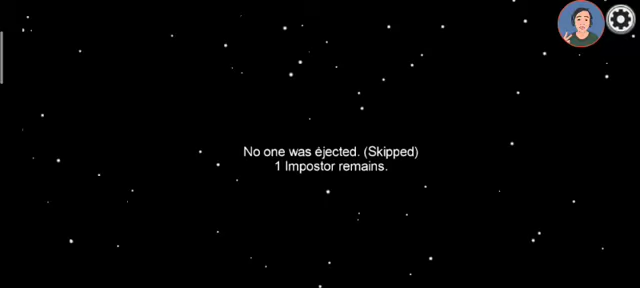 No one was ejected. (Skipped)
1 Impostor remains.